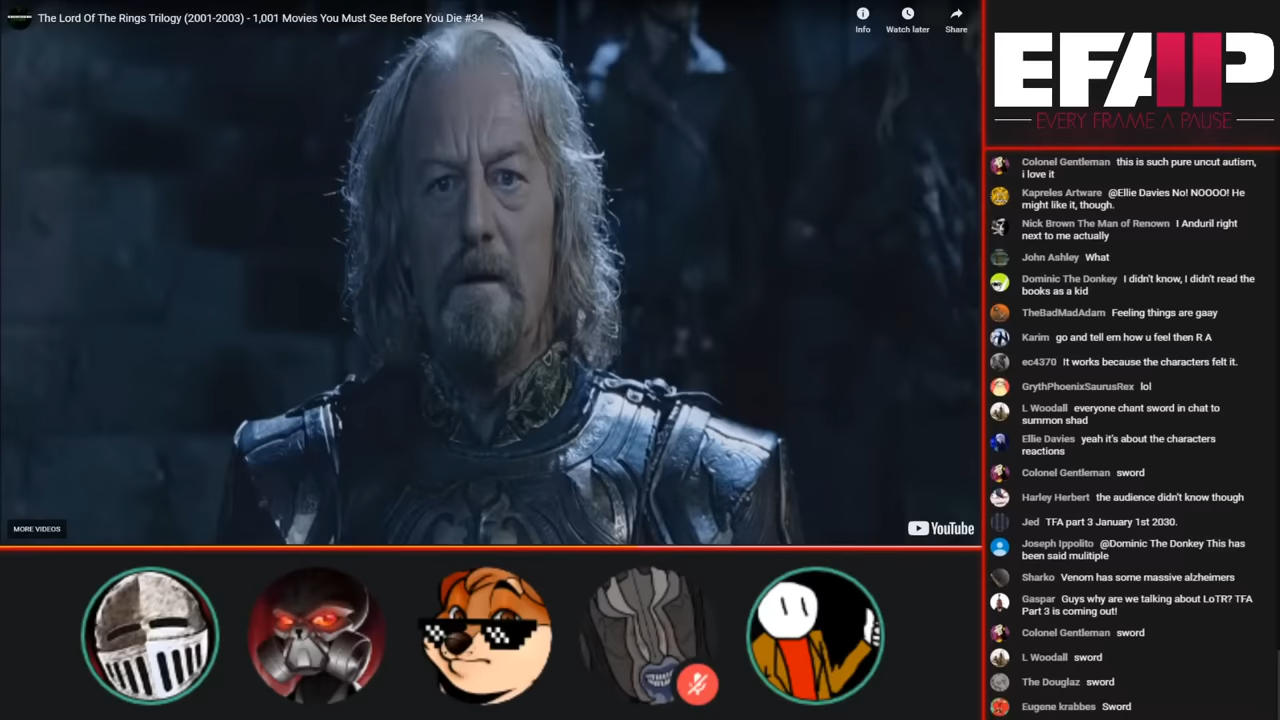 The Lord Of The Rings Trilogy (2001-2003) - 1,001 Movies You Must See Before You Die #34
Info
Watch later
Share
MORE VIDEOS
YouTube
EFAP
EVERY FRAME A PAUSE
Colonel Gentleman this is such pure uncut autism,
i love it
Kapreles Artware @Ellie Davies No! NOOOO! He
might like it, though.
Nick Brown The Man of Renown I Anduril right
next to me actually
John Ashley What
Dominic The Donkey I didn't know, I didn't read the
books as a kid
TheBadMadAdam Feeling things are gaay
Karim go and tell em how u feel then R A
ec4370 It works because the characters felt it.
GrythPhoenixSaurusRex lol
L Woodall everyone chant sword in chat to
summon shad
Ellie Davies yeah it's about the characters
reactions
Colonel Gentleman sword
Harley Herbert the audience didn't know though
Jed TFA part 3 January 1st 2030.
Joseph Ippolito @Dominic The Donkey This has
been said mulitiple
Sharko Venom has some massive alzheimers
Gaspar Guys why are we talking about LoTR? TFA
Part 3 is coming out!
Colonel Gentleman sword
L Woodall sword
The Douglaz sword
Eugene krabbes Sword